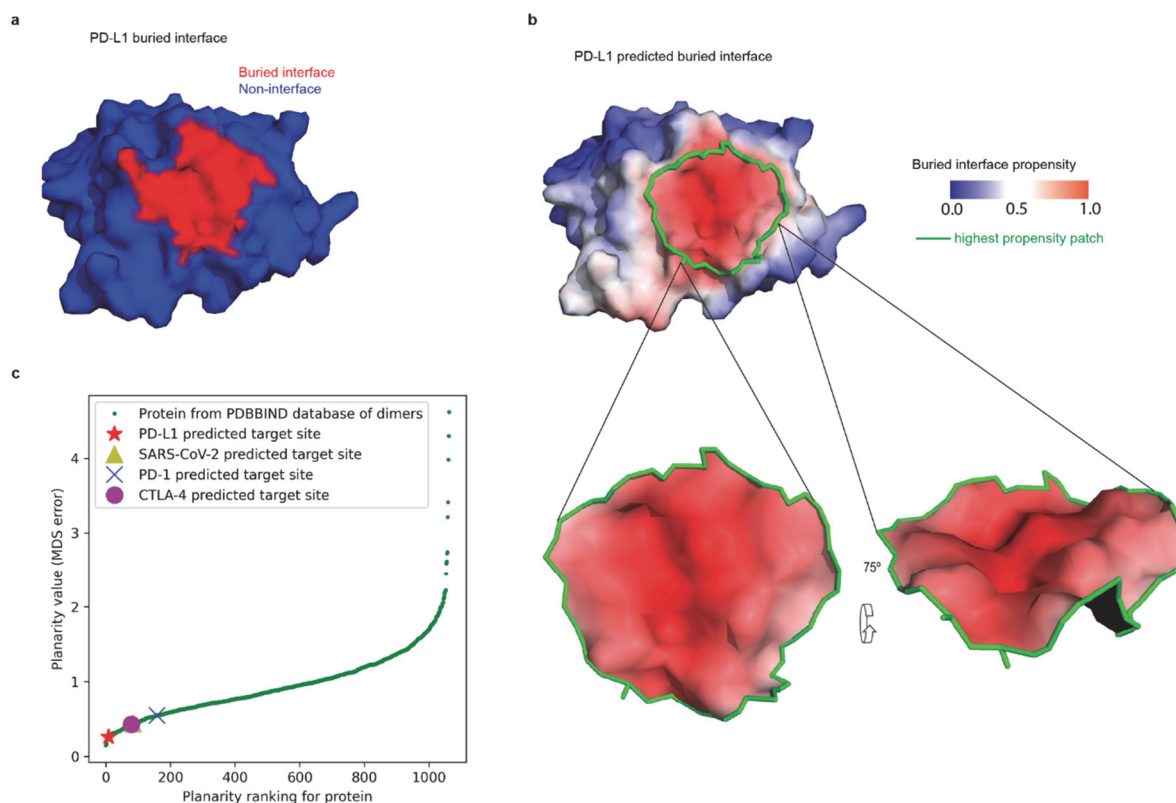 a
PD-L1 buried interface
Buried interface
Non-interface
b
PD-L1 predicted buried interface
Buried interface propensity
0.0 0.5 1.0
highest propensity patch
75º
c
Protein from PDBBIND database of dimers
PD-L1 predicted target site
SARS-CoV-2 predicted target site
PD-1 predicted target site
CTLA-4 predicted target site
Planarity value (MDS error)
4
3
2
1
0
0 200 400 600 800 1000
Planarity ranking for protein